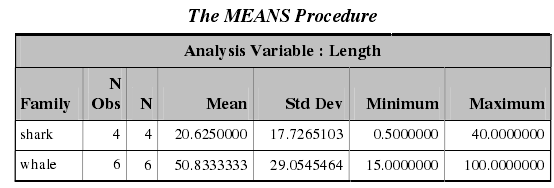 The MEANS Procedure
Analysis Variable : Length
Family N Obs N Mean Std Dev Minimum Maximum
shark 4 4 20.6250000 17.7265103 0.5000000 40.0000000
whale 6 6 50.8333333 29.0545464 15.0000000 100.0000000